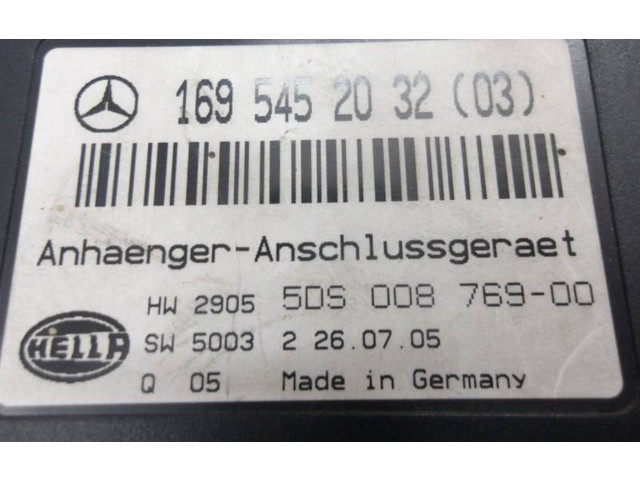 169 545 20 32 (03)
Anhaenger-Anschlussgeraet
HW 2905 5DS 008 769-00
HELLA SW 5003 2 26.07.05
Q 05 Made in Germany